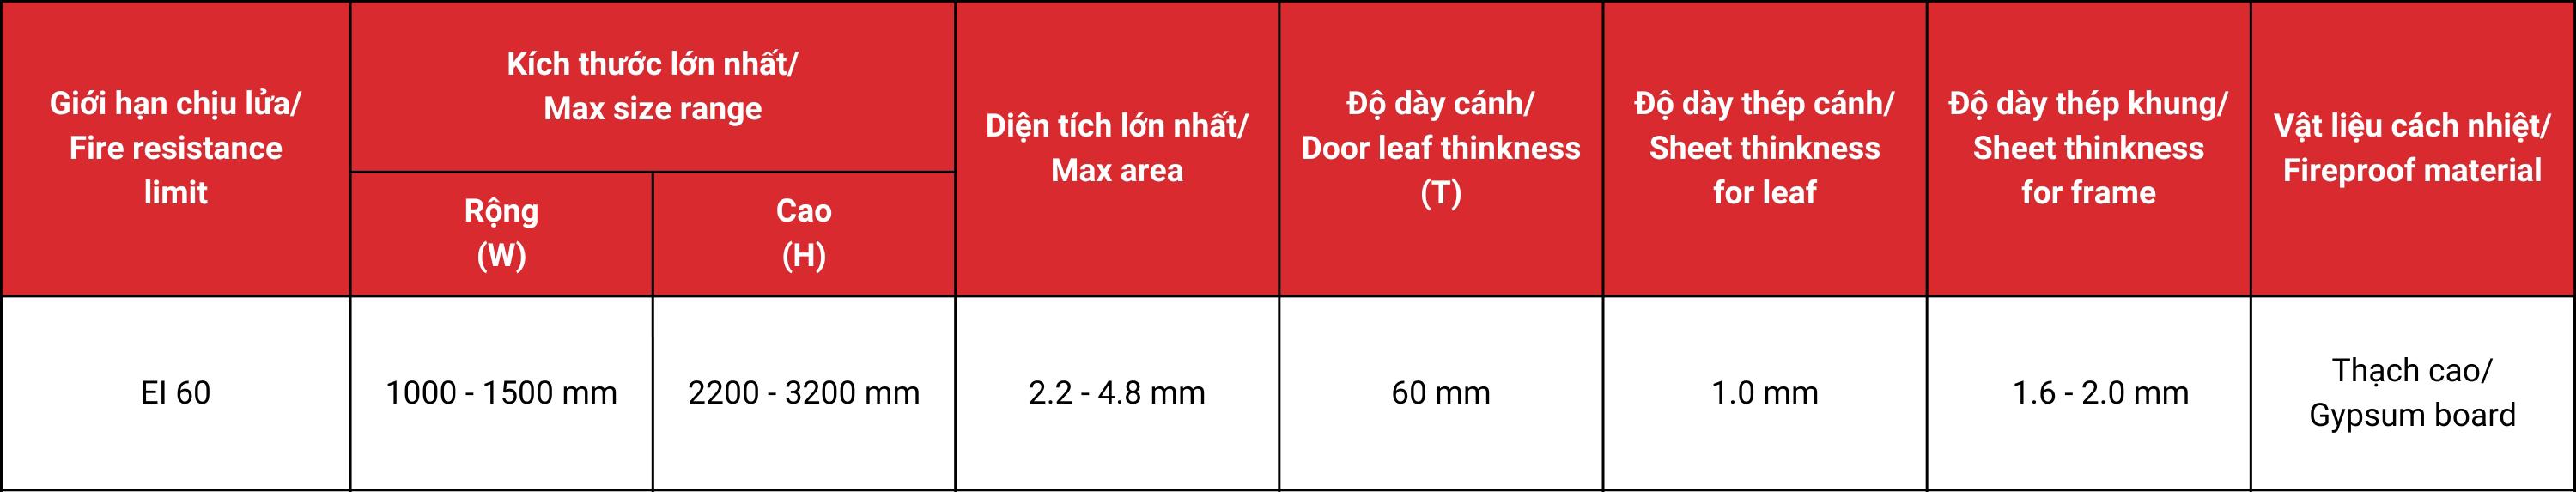 Giới hạn chịu lửa/
Fire resistance
limit
Kích thước lớn nhất/
Max size range
Rộng
(W)
Cao
(H)
Diện tích lớn nhất/
Max area
Độ dày cánh/
Door leaf thinkness
(T)
Độ dày thép cánh/
Sheet thinkness
for leaf
Độ dày thép khung/
Sheet thinkness
for frame
Vật liệu cách nhiệt/
Fireproof material
EI 60
1000 - 1500 mm
2200 - 3200 mm
2.2 - 4.8 mm
60 mm
1.0 mm
1.6 - 2.0 mm
Thạch cao/
Gypsum board